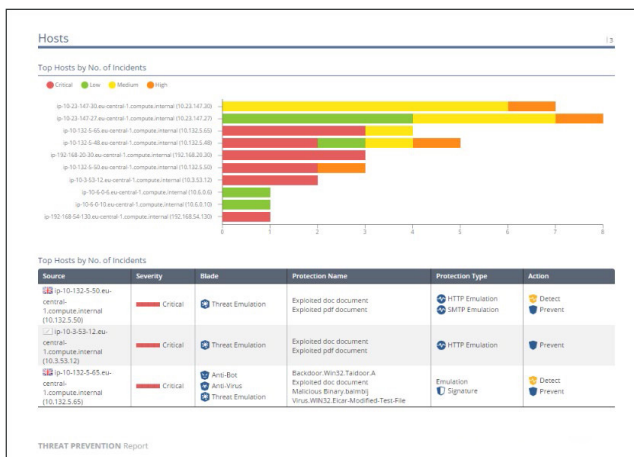 Hosts
| 3
Top Hosts by No. of Incidents
Critical Low Medium High
ip-10-23-147-30.eu-central-1.compute.internal (10.23.147.30)
ip-10-23-147-27.eu-central-1.compute.internal (10.23.147.27)
ip-10-132-5-65.eu-central-1.compute.internal (10.132.5.65)
ip-10-132-5-48.eu-central-1.compute.internal (10.132.5.48)
ip-192-168-20-30.eu-central-1.compute.internal (192.168.20.30)
ip-10-132-5-50.eu-central-1.compute.internal (10.132.5.50)
ip-10-3-53-12.eu-central-1.compute.internal (10.3.53.12)
ip-10-6-0-6.eu-central-1.compute.internal (10.6.0.6)
ip-10-6-0-10.eu-central-1.compute.internal (10.6.0.10)
ip-192-168-54-130.eu-central-1.compute.internal (192.168.54.130)
0 1 2 3 4 5 6 7 8
Top Hosts by No. of Incidents
Source Severity Blade Protection Name Protection Type Action
ip-10-132-5-50.eu-
central-
1.compute.internal
(10.132.5.50)
Critical
Threat Emulation
Exploited doc document
Exploited pdf document
HTTP Emulation
SMTP Emulation
Detect
Prevent
ip-10-3-53-12.eu-
central-
1.compute.internal
(10.3.53.12)
Critical
Threat Emulation
Exploited doc document
Exploited pdf document
HTTP Emulation
Prevent
ip-10-132-5-65.eu-
central-
1.compute.internal
(10.132.5.65)
Critical
Anti-Bot
Anti-Virus
Threat Emulation
Backdoor.Win32.Taidoor.A
Exploited doc document
Malicious Binary.balmbij
Virus.WIN32.Eicar-Modified-Test-File
Emulation
Signature
Detect
Prevent
THREAT PREVENTION Report